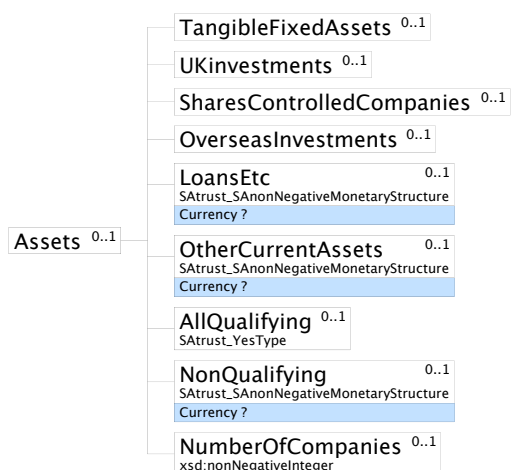 TangibleFixedAssets 0..1
UKinvestments 0..1
SharesControlledCompanies 0..1
OverseasInvestments 0..1
LoansEtc 0..1
SAtrust_SAnonNegativeMonetaryStructure
Currency ?
Assets 0..1
OtherCurrentAssets 0..1
SAtrust_SAnonNegativeMonetaryStructure
Currency ?
AllQualifying 0..1
SAtrust_YesType
NonQualifying 0..1
SAtrust_SAnonNegativeMonetaryStructure
Currency ?
NumberOfCompanies 0..1
xsd:nonNegativeInteger